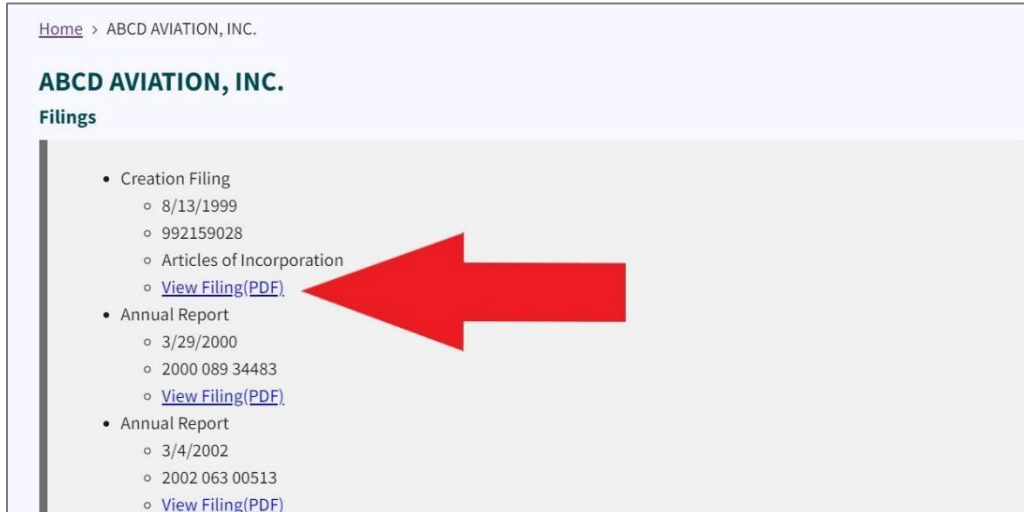 Home > ABCD AVIATION, INC.
ABCD AVIATION, INC.
Filings
• Creation Filing
◦ 8/13/1999
◦ 992159028
◦ Articles of Incorporation
◦ View Filing(PDF)
• Annual Report
◦ 3/29/2000
◦ 2000 089 34483
◦ View Filing(PDF)
• Annual Report
◦ 3/4/2002
◦ 2002 063 00513
◦ View Filing(PDF)